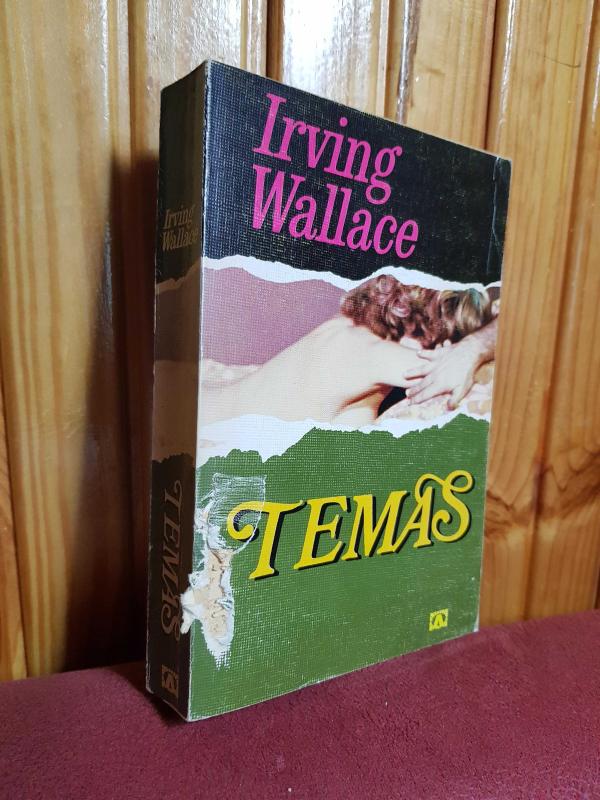 Irving
Wallace
TEMAS
Irving
Wallace
TEMAS